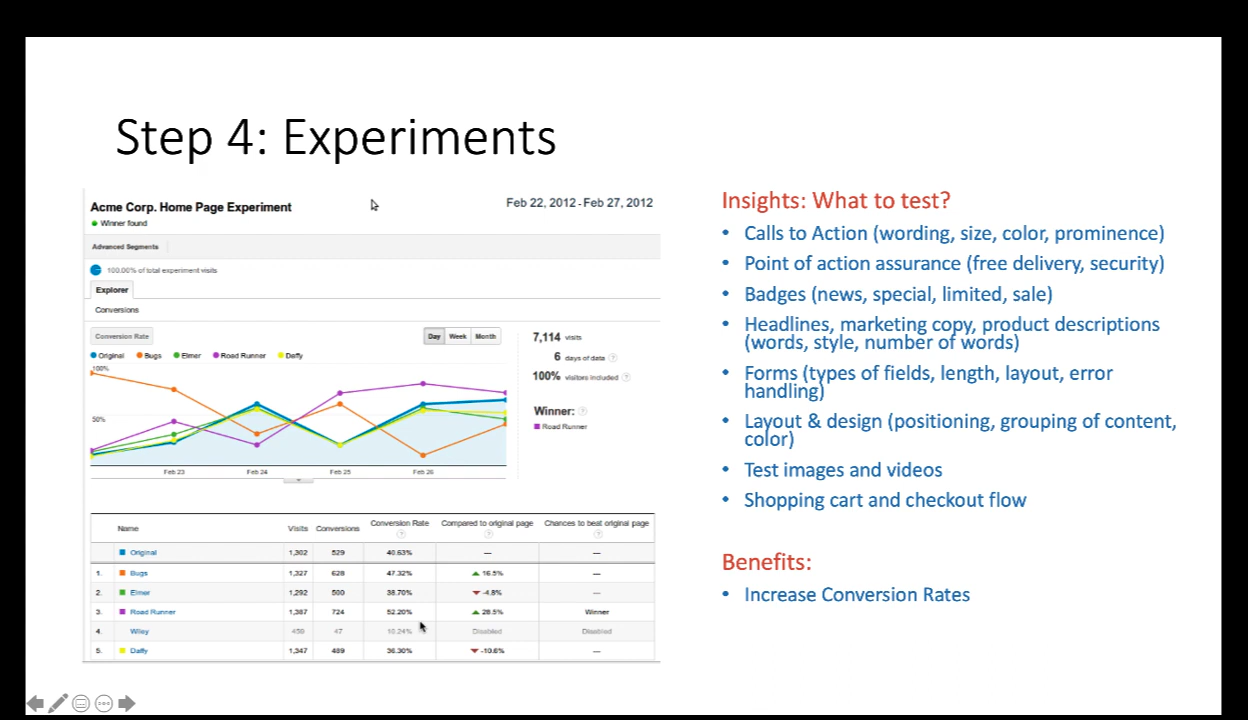 Step 4: Experiments
Acme Corp. Home Page Experiment
Feb 22, 2012 - Feb 27, 2012
Winner found
Advanced Segments
100.00% of total experiment visits
Explorer
Conversions
Conversion Rate
Day Week Month
Original Bugs Elmer Road Runner Daffy
100%
50%
Feb 23 Feb 24 Feb 25 Feb 26
7,114 visits
6 days of data
100% visitors included
Winner:
Road Runner
Name Visits Conversions Conversion Rate Compared to original page Chances to beat original page
Original 1,302 529 40.63% — —
1. Bugs 1,327 628 47.32% 16.5% —
2. Elmer 1,292 500 38.70% -4.8% —
3. Road Runner 1,387 724 52.20% 28.5% Winner
4. Wiley 47 10.24% Disabled Disabled
5. Daffy 1,347 489 36.30% -10.6% —
Insights: What to test?
• Calls to Action (wording, size, color, prominence)
• Point of action assurance (free delivery, security)
• Badges (news, special, limited, sale)
• Headlines, marketing copy, product descriptions
(words, style, number of words)
• Forms (types of fields, length, layout, error
handling)
• Layout & design (positioning, grouping of content,
color)
• Test images and videos
• Shopping cart and checkout flow
Benefits:
• Increase Conversion Rates